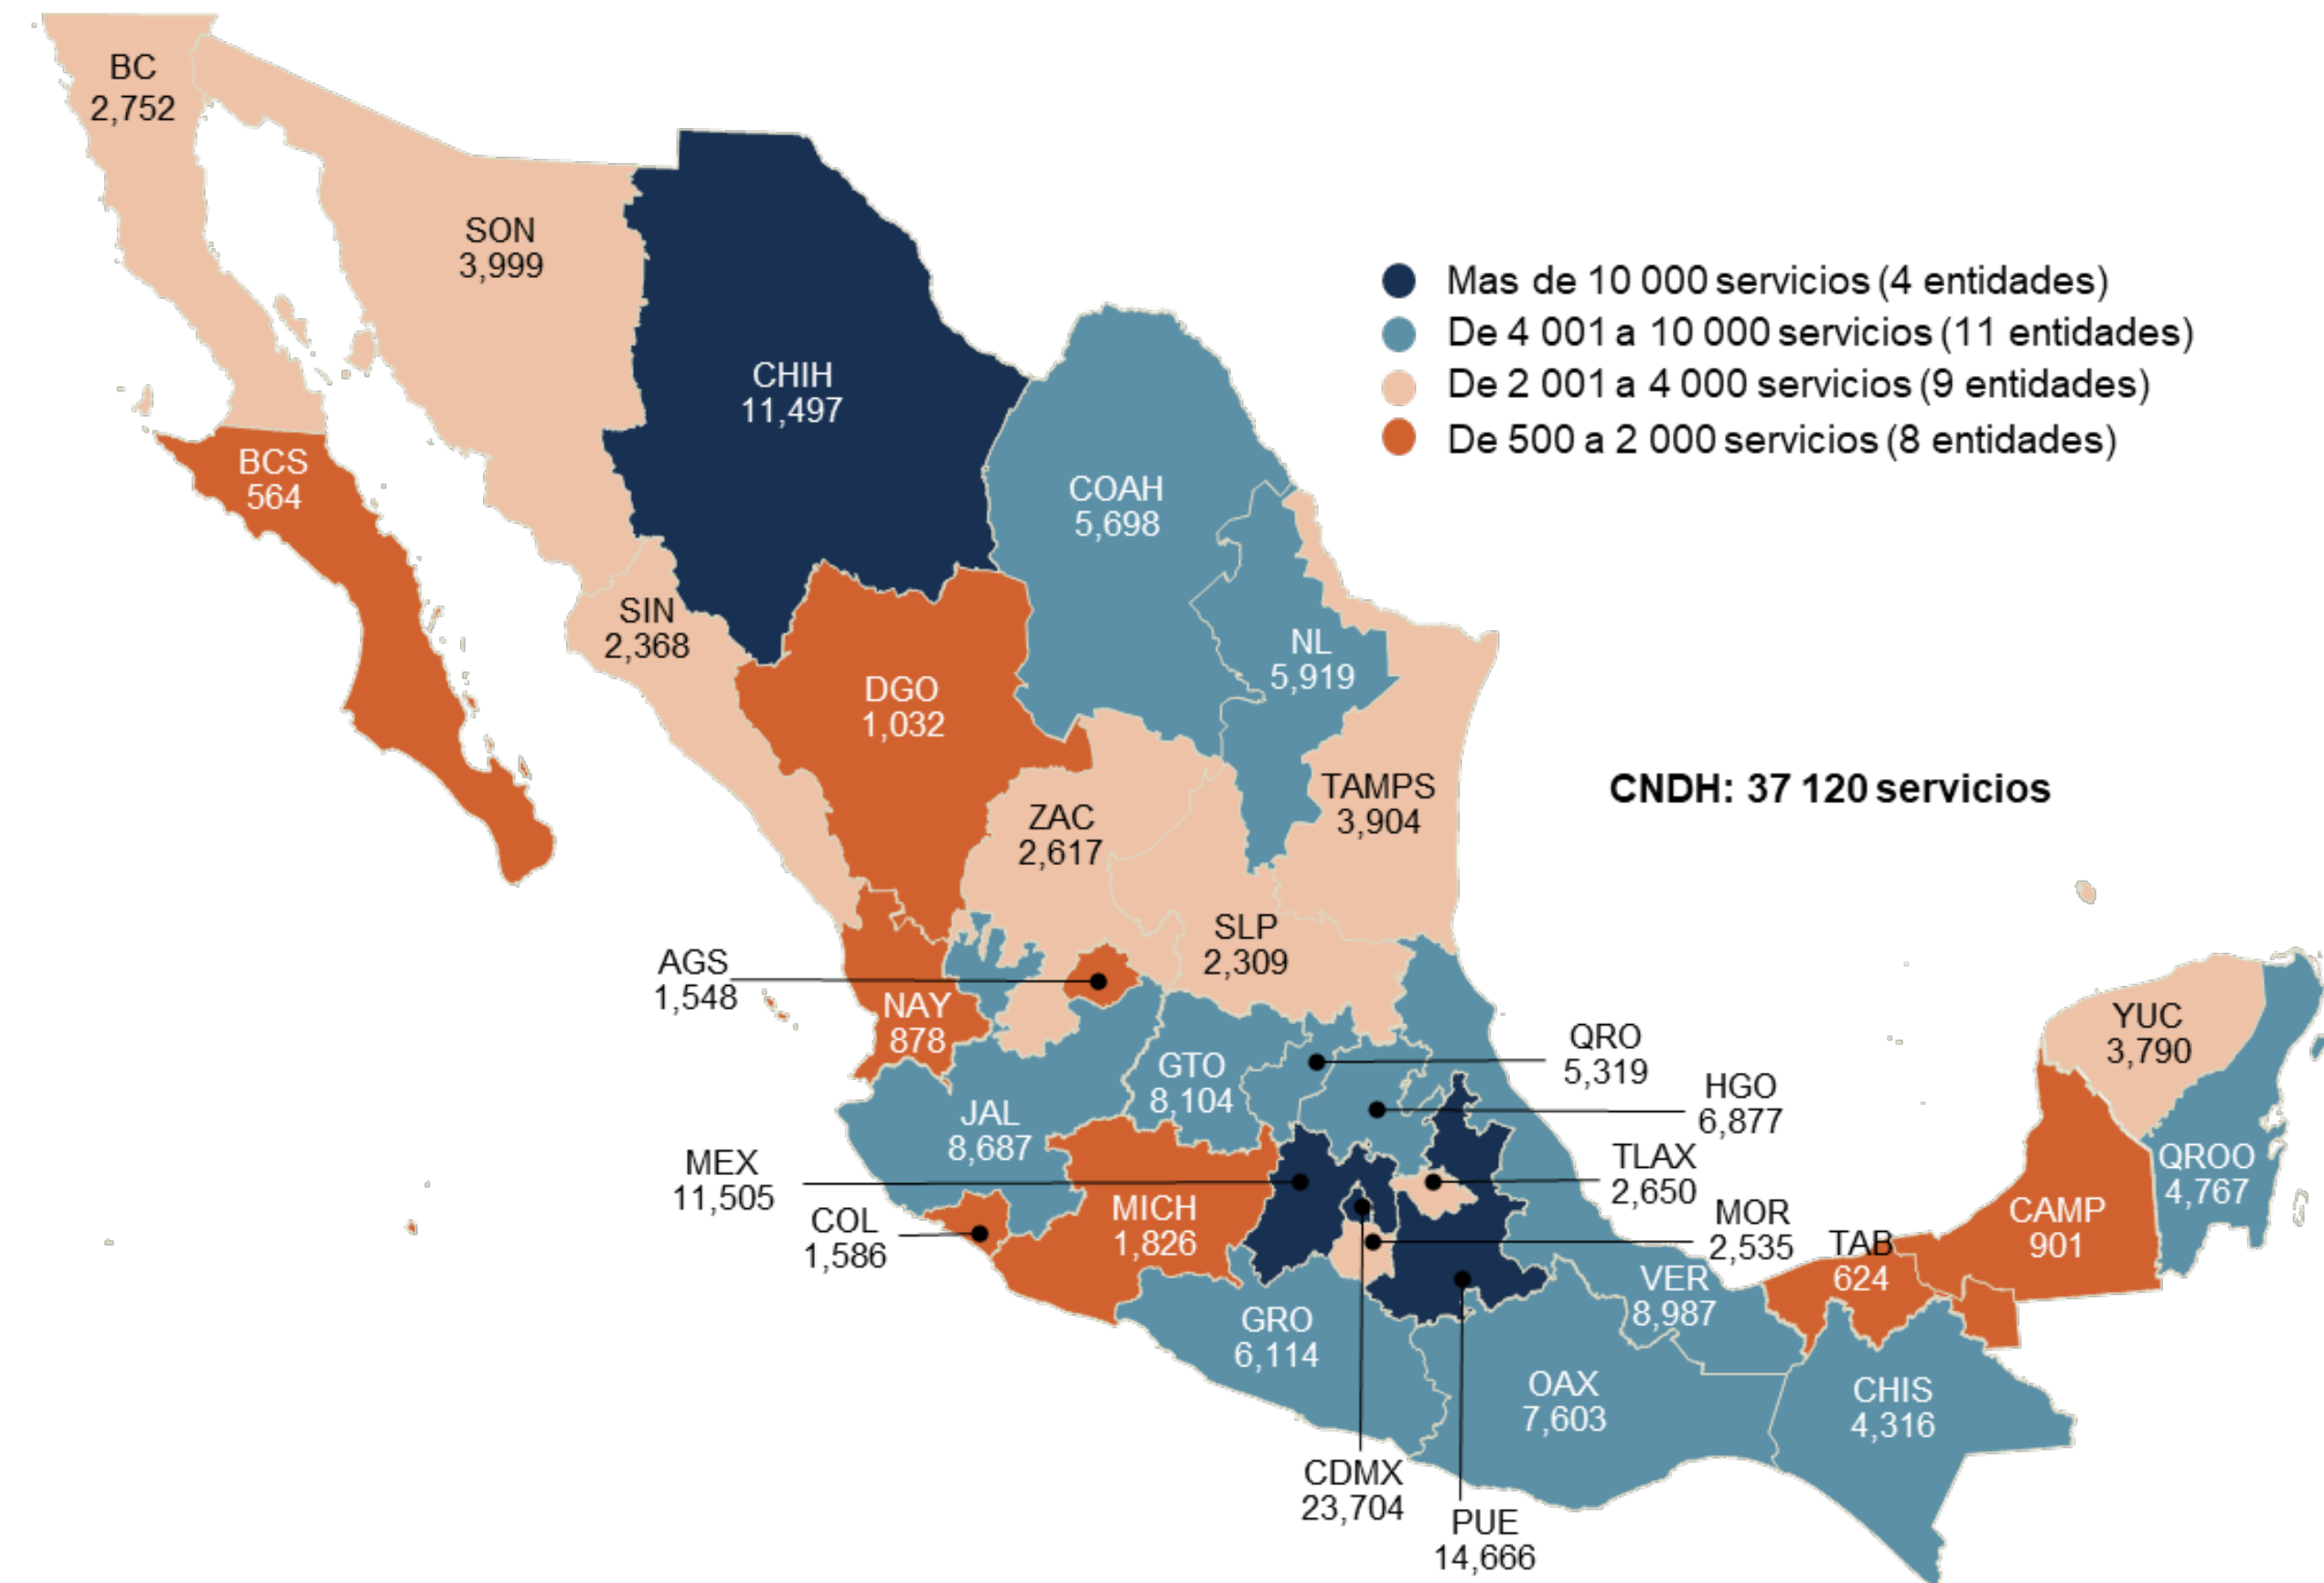 BC
2,752
SON
3,999
CHIH
11,497
Mas de 10 000 servicios (4 entidades)
De 4 001 a 10 000 servicios (11 entidades)
De 2 001 a 4 000 servicios (9 entidades)
De 500 a 2 000 servicios (8 entidades)
BCS
564
COAH
5,698
SIN
2,368
NL
5,919
DGO
1,032
TAMPS
3,904
CNDH: 37 120 servicios
ZAC
2,617
SLP
2,309
AGS
1,548
NAY
878
YUC
3,790
QRO
5,319
GTO
8,104
HGO
6,877
JAL
8,687
MEX
11,505
TLAX
2,650
QROO
4,767
COL
1,586
MICH
1,826
MOR
2,535
TAB
624
CAMP
901
VER
8,987
GRO
6,114
OAX
7,603
CHIS
4,316
CDMX
23,704
PUE
14,666